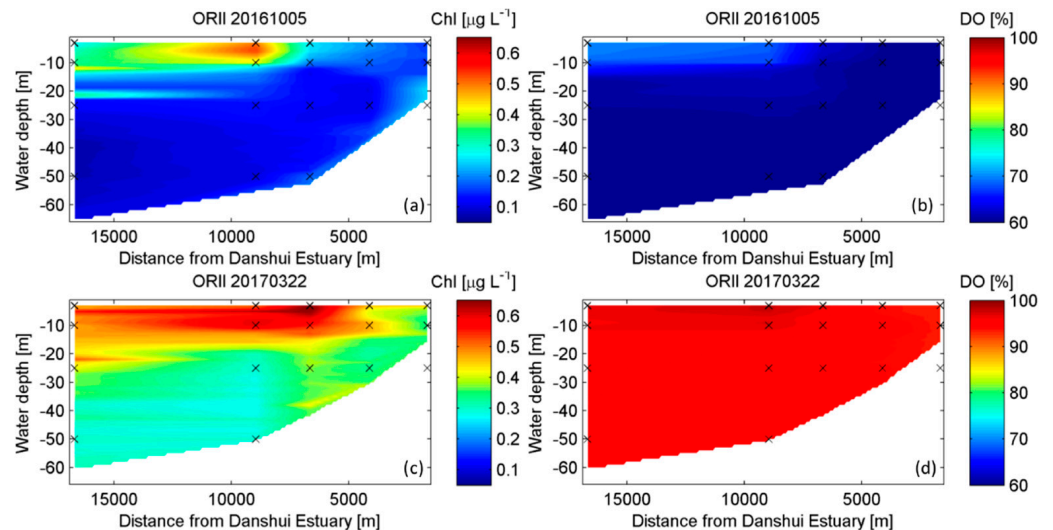 ORII 20161005
Chl [µg L⁻¹]
0.6
0.5
0.4
0.3
0.2
0.1
-10
-20
-30
-40
-50
-60
Water depth [m]
(a)
15000 10000 5000
Distance from Danshui Estuary [m]
ORII 20161005
DO [%]
100
90
80
70
60
-10
-20
-30
-40
-50
-60
Water depth [m]
(b)
15000 10000 5000
Distance from Danshui Estuary [m]
ORII 20170322
Chl [µg L⁻¹]
0.6
0.5
0.4
0.3
0.2
0.1
-10
-20
-30
-40
-50
-60
Water depth [m]
(c)
15000 10000 5000
Distance from Danshui Estuary [m]
ORII 20170322
DO [%]
100
90
80
70
60
-10
-20
-30
-40
-50
-60
Water depth [m]
(d)
15000 10000 5000
Distance from Danshui Estuary [m]